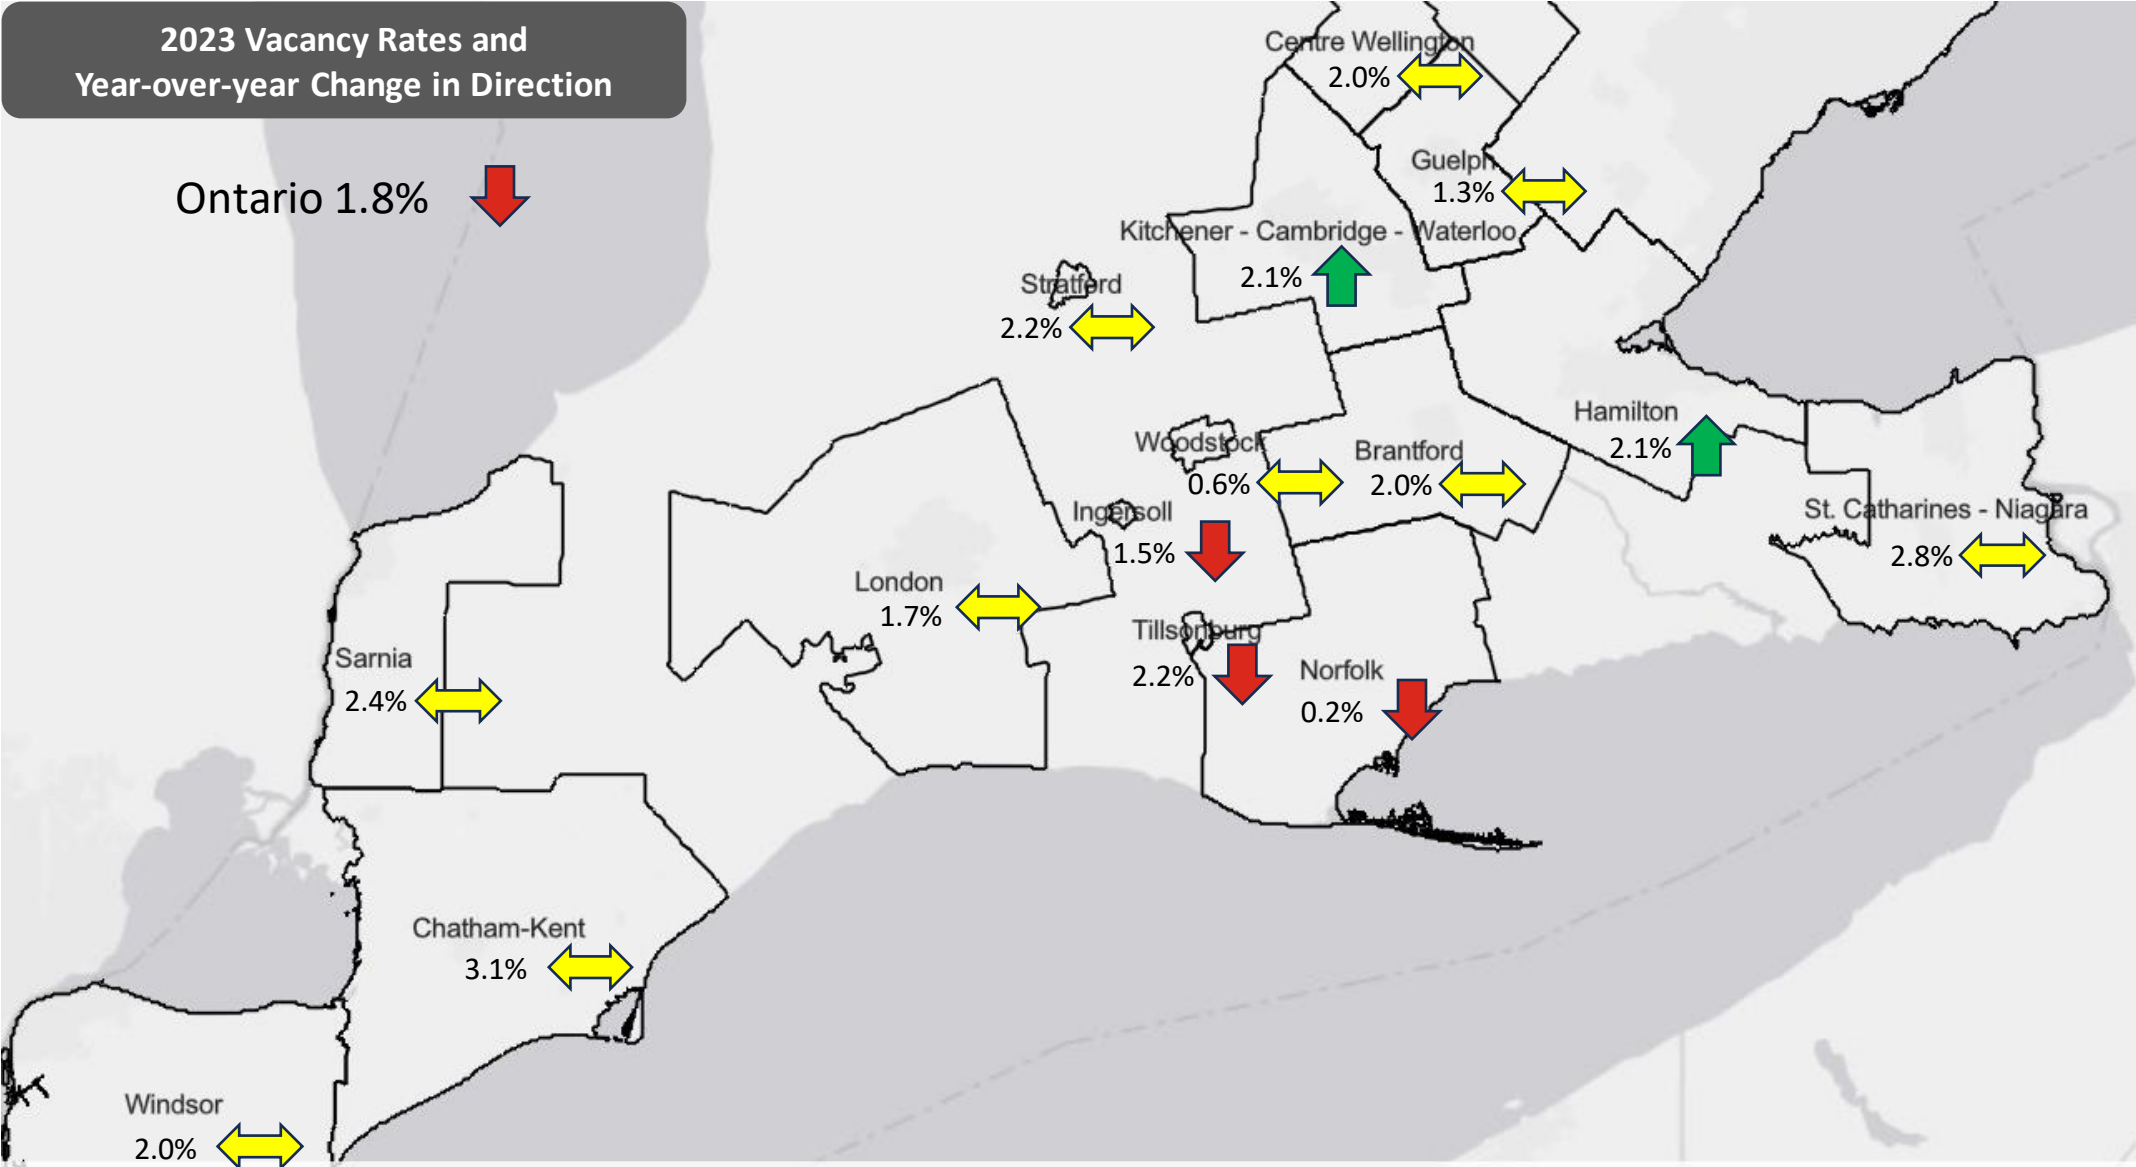 2023 Vacancy Rates and
Year-over-year Change in Direction
Ontario 1.8%
Centre Wellington
2.0%
Guelph
1.3%
Kitchener - Cambridge - Waterloo
2.1%
Stratford
2.2%
Hamilton
2.1%
Woodstock
0.6%
Brantford
2.0%
Ingersoll
1.5%
St. Catharines - Niagara
2.8%
London
1.7%
Tillsonburg
2.2%
Norfolk
0.2%
Sarnia
2.4%
Chatham-Kent
3.1%
Windsor
2.0%